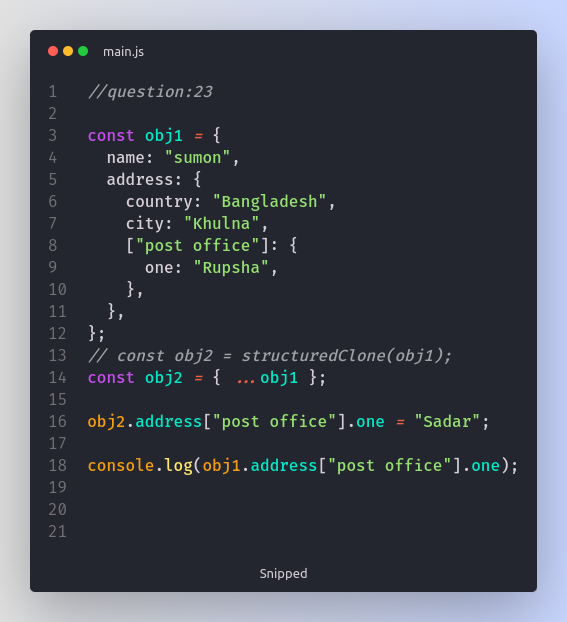 main.js
1 //question:23
2
3 const obj1 = {
4   name: "sumon",
5   address: {
6     country: "Bangladesh",
7     city: "Khulna",
8     ["post office"]: {
9       one: "Rupsha",
10     },
11   },
12 };
13 // const obj2 = structuredClone(obj1);
14 const obj2 = { ...obj1 };
15
16 obj2.address["post office"].one = "Sadar";
17
18 console.log(obj1.address["post office"].one);
19
20
21
Snipped